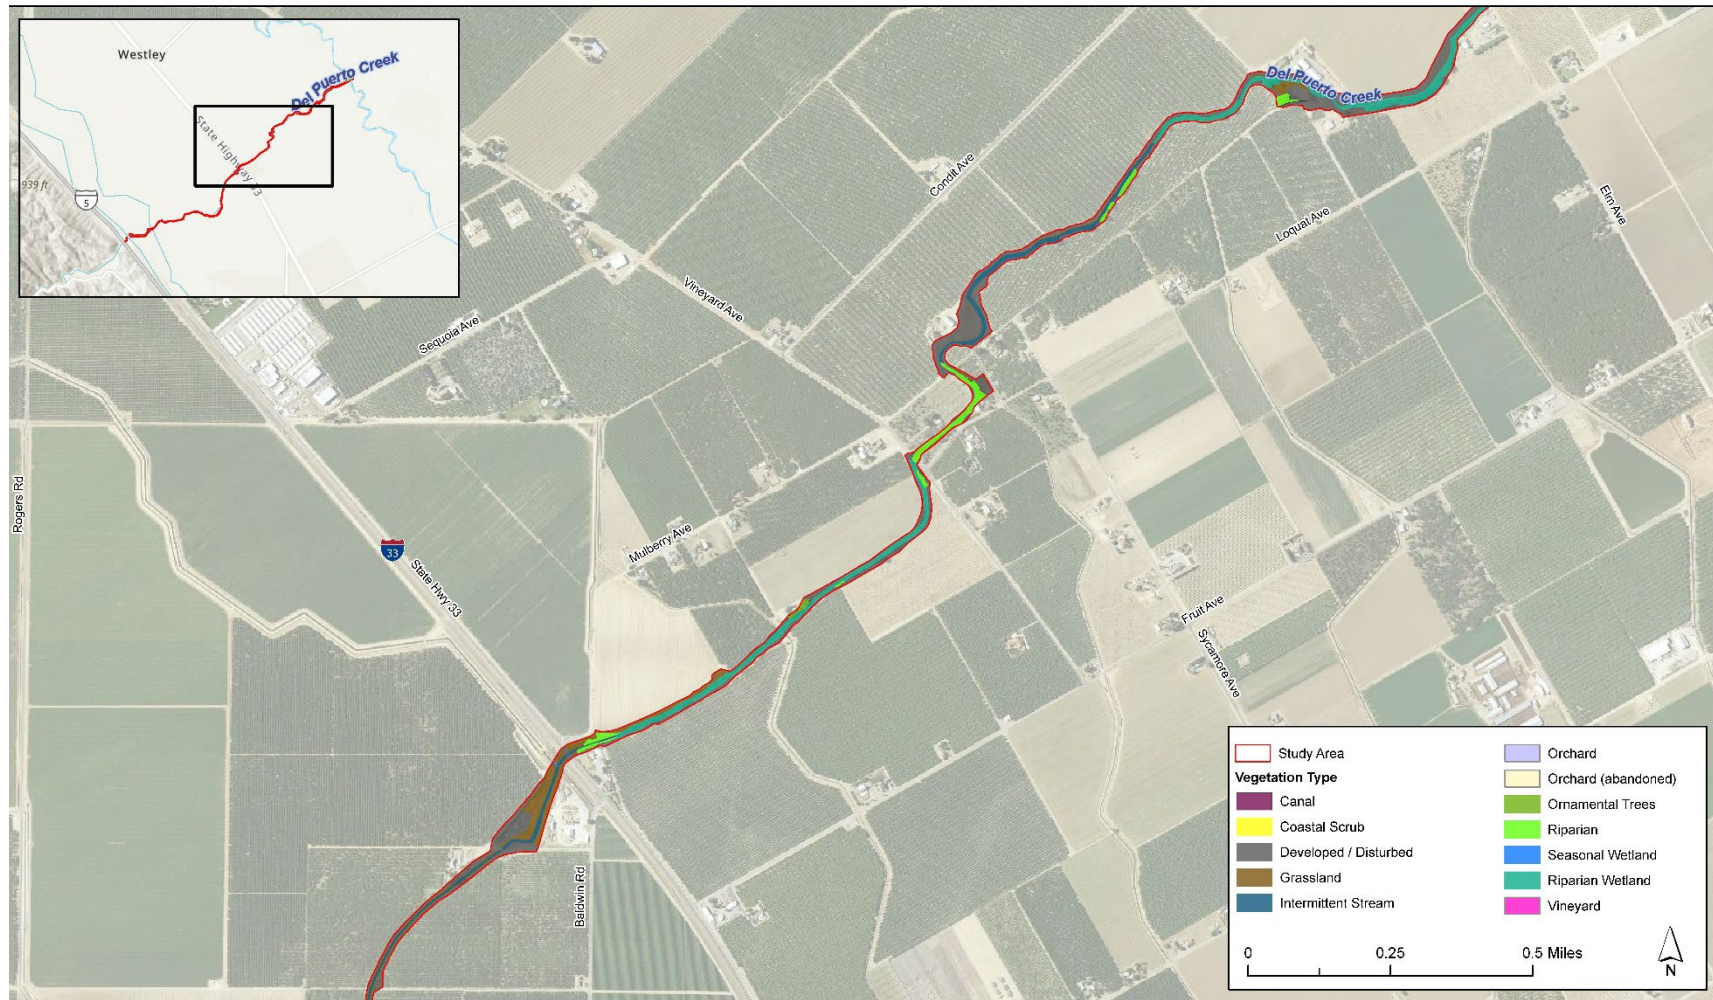 Westley
Del Puerto Creek
State Highway 33
939 ft
5
Del Puerto Creek
Condit Ave
Elm Ave
Loquat Ave
Vineyard Ave
Sequoia Ave
Rogers Rd
Mulberry Ave
33
State Hwy 33
Fruit Ave
Sycamore Ave
Baldwin Rd
Study Area
Vegetation Type
Canal
Coastal Scrub
Developed / Disturbed
Grassland
Intermittent Stream
Orchard
Orchard (abandoned)
Ornamental Trees
Riparian
Seasonal Wetland
Riparian Wetland
Vineyard
0 0.25 0.5 Miles
N